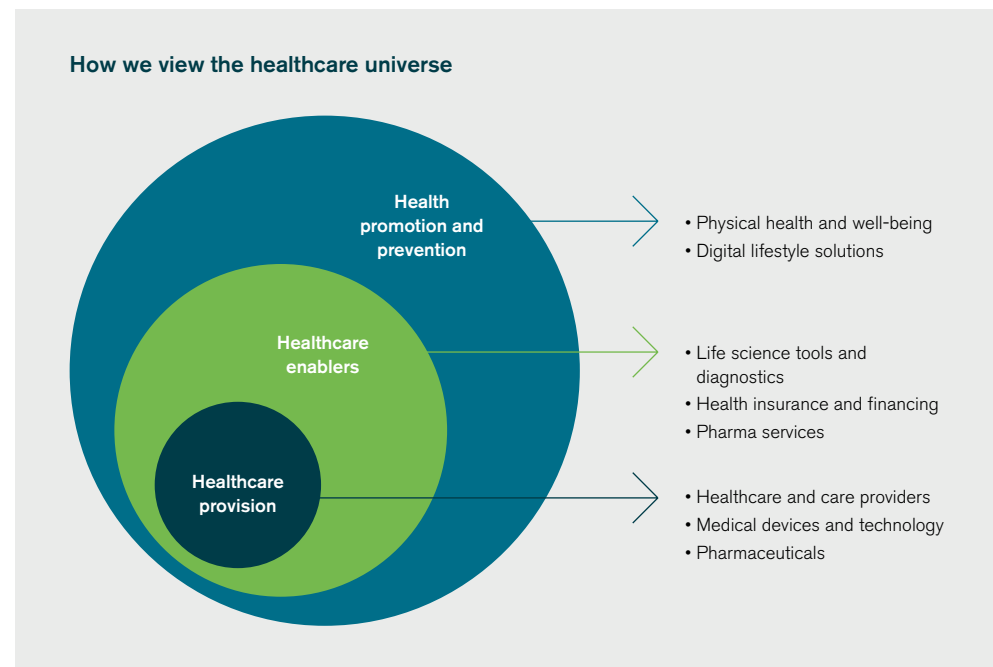 How we view the healthcare universe
Health
promotion and
prevention
• Physical health and well-being
• Digital lifestyle solutions
Healthcare
enablers
• Life science tools and
diagnostics
• Health insurance and financing
• Pharma services
Healthcare
provision
• Healthcare and care providers
• Medical devices and technology
• Pharmaceuticals